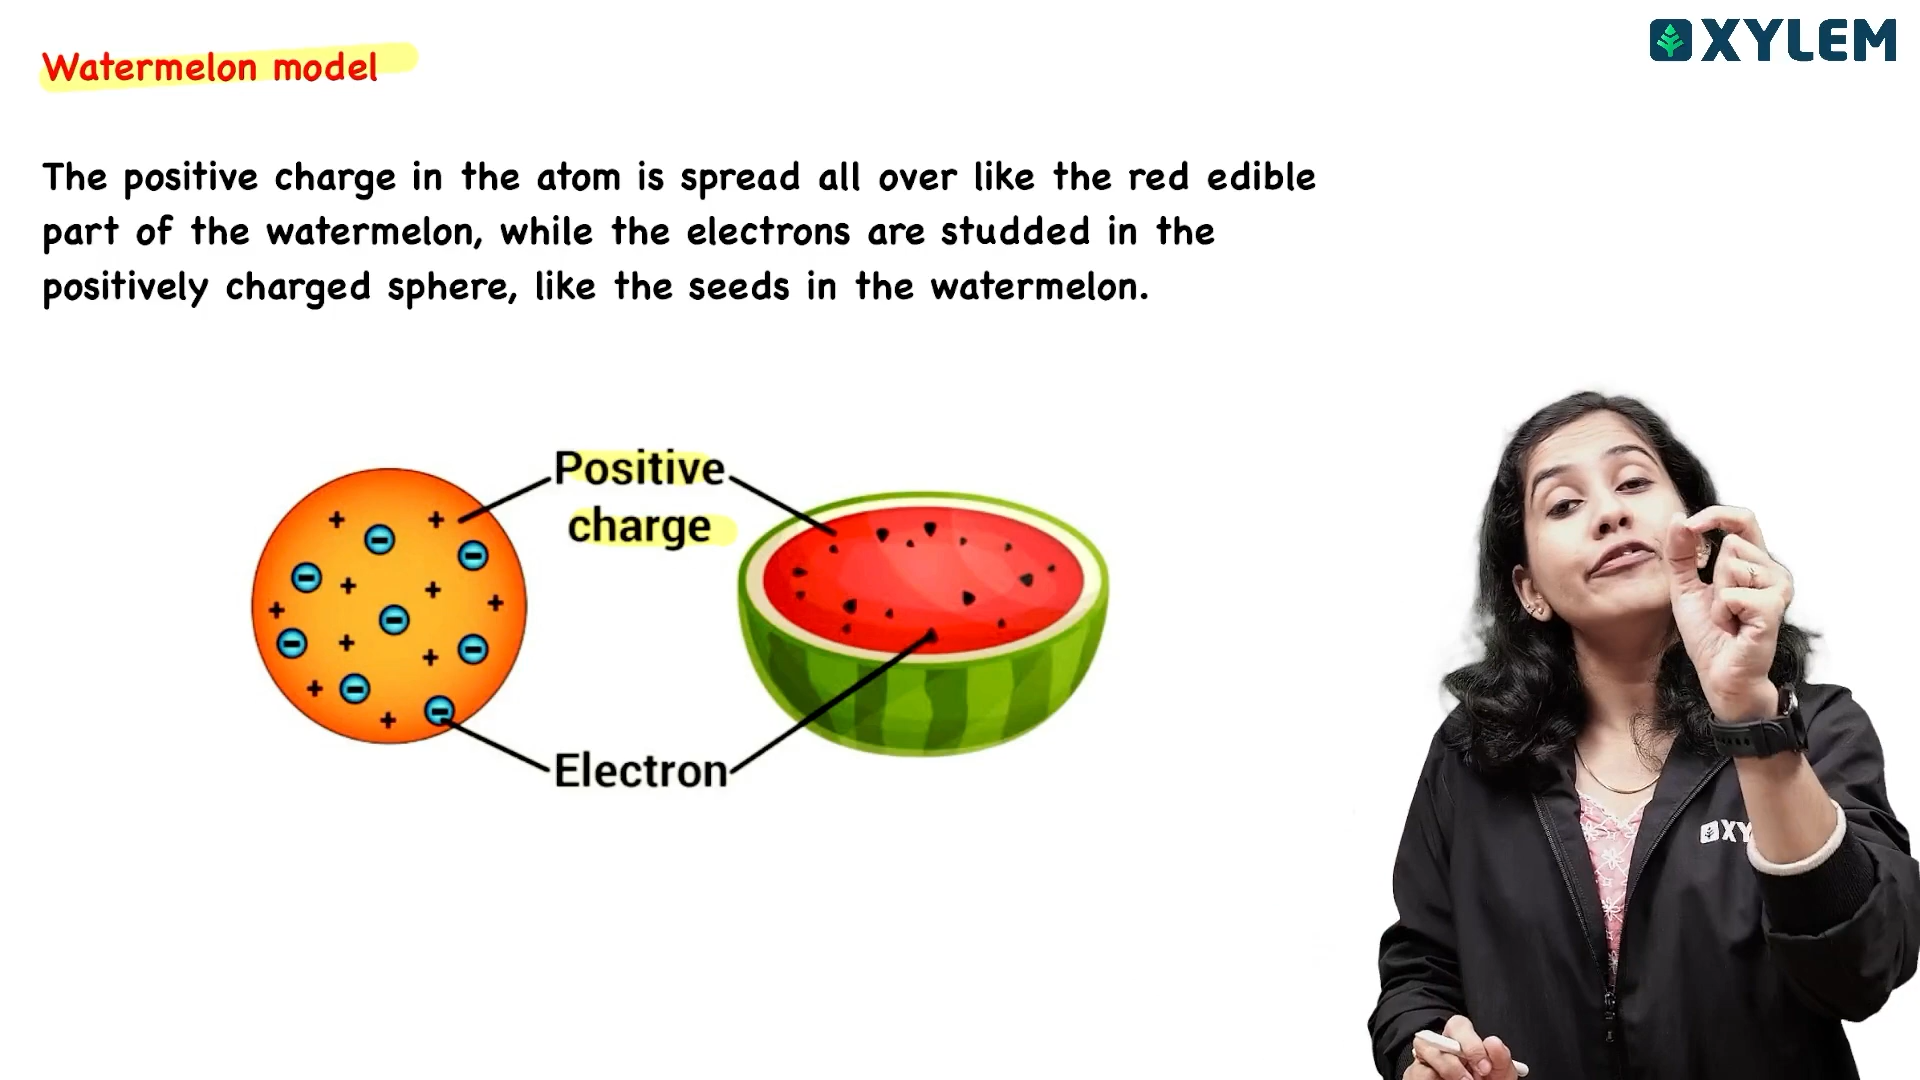 XYLEM
Watermelon model
The positive charge in the atom is spread all over like the red edible
part of the watermelon, while the electrons are studded in the
positively charged sphere, like the seeds in the watermelon.
Positive
charge
Electron
XY